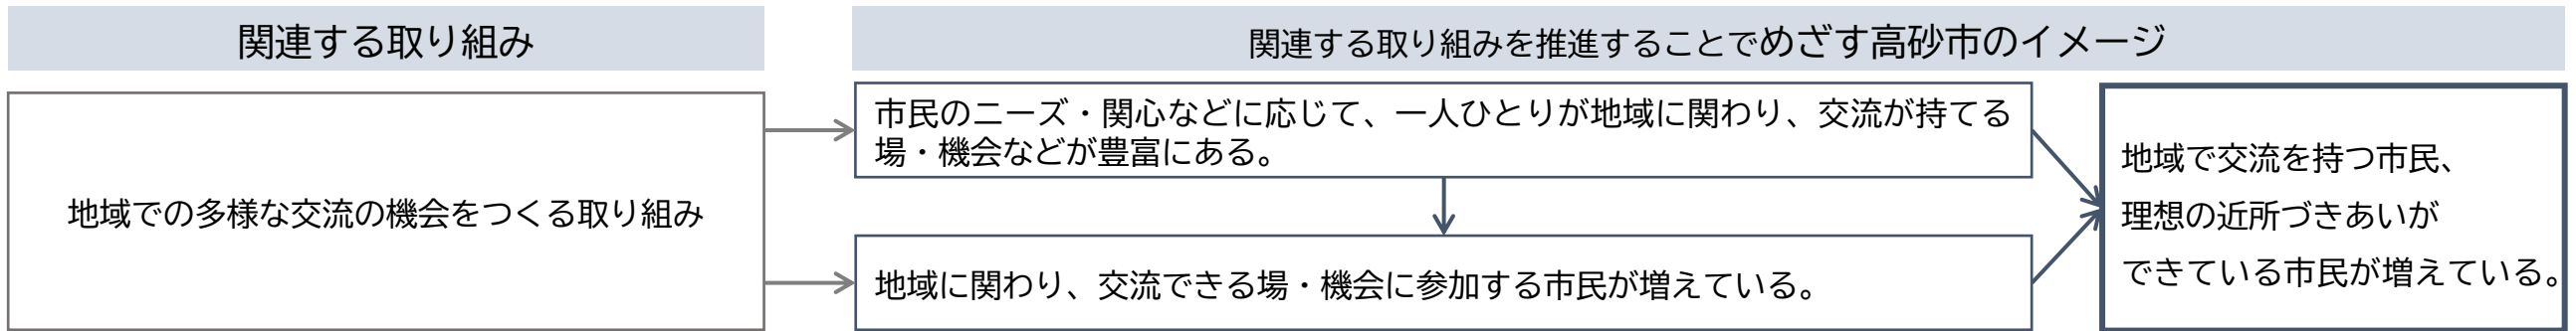 関連する取り組み
関連する取り組みを推進することでめざす高砂市のイメージ
地域での多様な交流の機会をつくる取り組み
市民のニーズ・関心などに応じて、一人ひとりが地域に関わり、交流が持てる
場・機会などが豊富にある。
地域に関わり、交流できる場・機会に参加する市民が増えている。
地域で交流を持つ市民、
理想の近所づきあいが
できている市民が増えている。